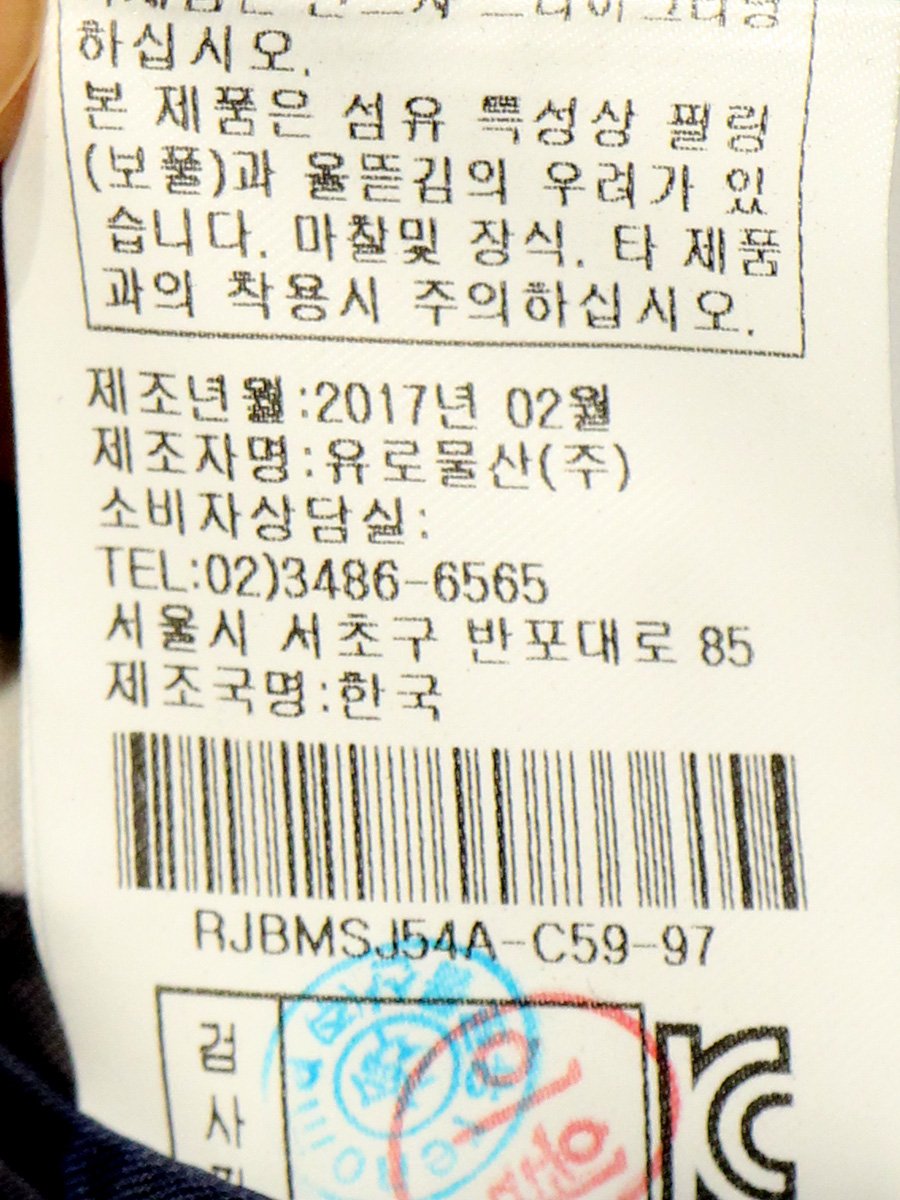 하십시오.
본 제품은 섬유 특성상 필링
(보풀)과 올뜯김의 우려가 있
습니다. 마찰및 장식. 타 제품
과의 착용시 주의하십시오.
제조년월:2017년 02월
제조자명:유로물산(주)
소비자상담실:
TEL:02)3486-6565
서울시 서초구 반포대로 85
제조국명:한국
RJBMSJ54A-C59-97
검
사